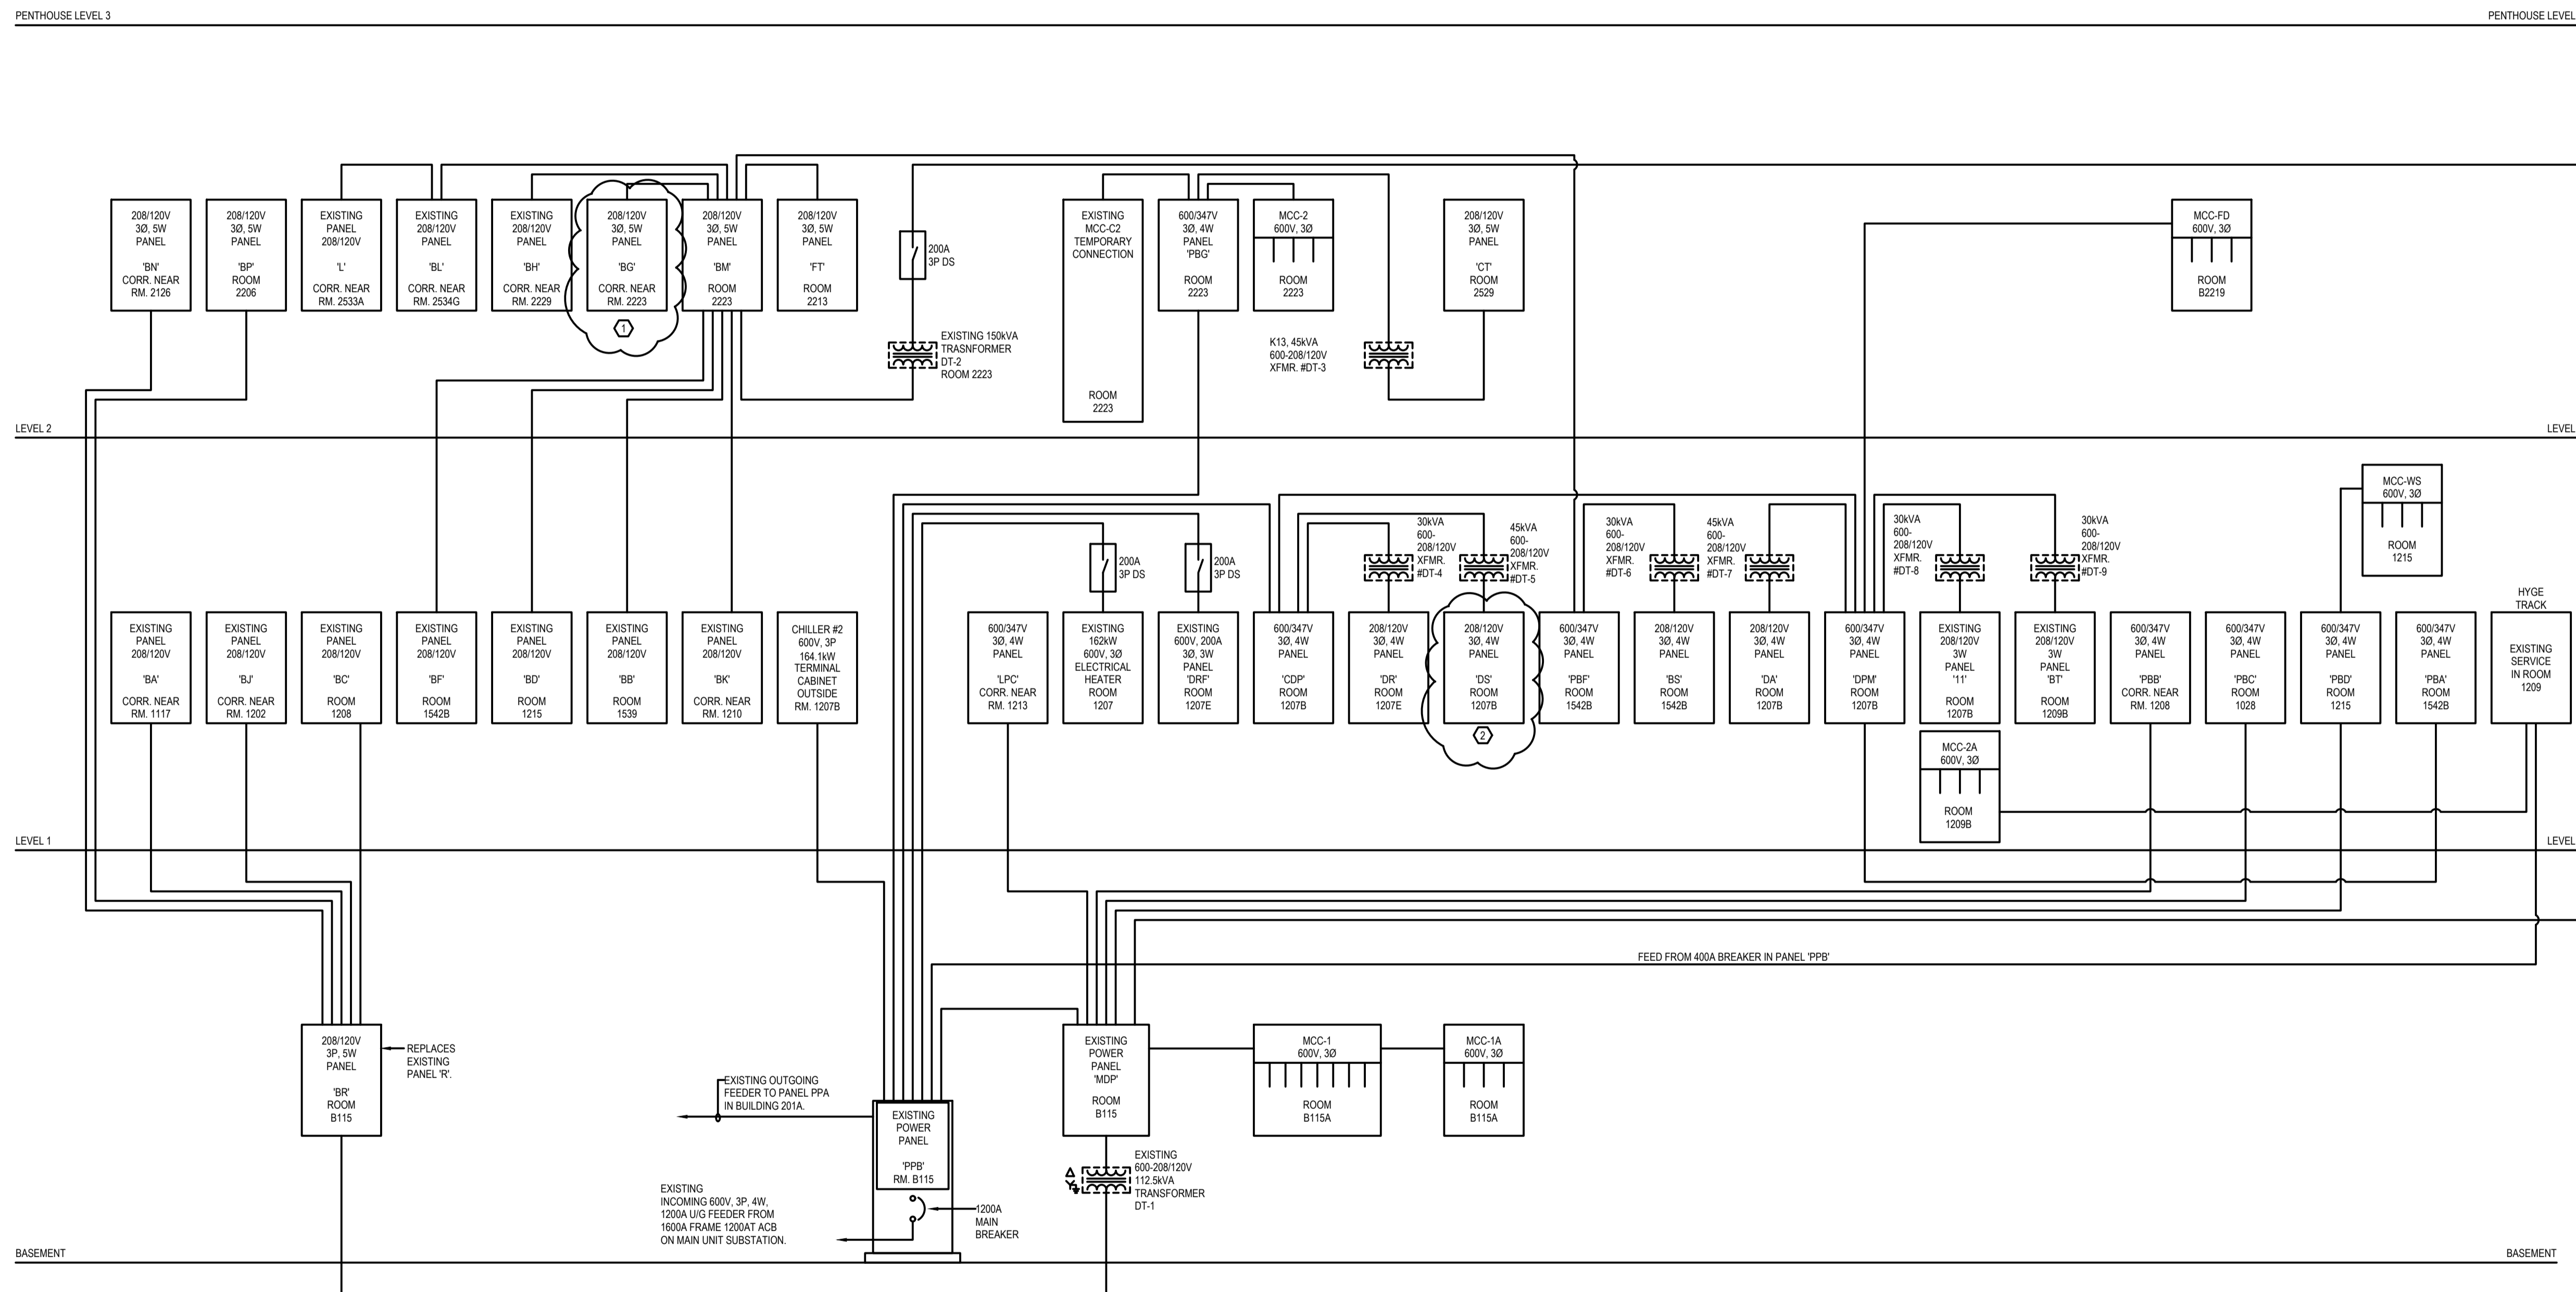 PENTHOUSE LEVEL 3
PENTHOUSE LEVEL
208/120V
3Ø, 5W
PANEL
'BN'
CORR. NEAR
RM. 2126
208/120V
3Ø, 5W
PANEL
'BP'
ROOM
2206
EXISTING
PANEL
208/120V
'L'
CORR. NEAR
RM. 2533A
EXISTING
208/120V
PANEL
'BL'
CORR. NEAR
RM. 2534G
EXISTING
208/120V
PANEL
'BH'
CORR. NEAR
RM. 2229
208/120V
3Ø, 5W
PANEL
'BG'
CORR. NEAR
RM. 2223
1
208/120V
3Ø, 5W
PANEL
'BM'
ROOM
2223
208/120V
3Ø, 5W
PANEL
'FT'
ROOM
2213
200A
3P DS
EXISTING 150kVA
TRASNFORMER
DT-2
ROOM 2223
EXISTING
MCC-C2
TEMPORARY
CONNECTION
ROOM
2223
600/347V
3Ø, 4W
PANEL
'PBG'
ROOM
2223
MCC-2
600V, 3Ø
ROOM
2223
K13, 45kVA
600-208/120V
XFMR. #DT-3
208/120V
3Ø, 5W
PANEL
'CT'
ROOM
2529
MCC-FD
600V, 3Ø
ROOM
B2219
LEVEL 2
LEVEL
EXISTING
PANEL
208/120V
'BA'
CORR. NEAR
RM. 1117
EXISTING
PANEL
208/120V
'BJ'
CORR. NEAR
RM. 1202
EXISTING
PANEL
208/120V
'BC'
ROOM
1208
EXISTING
PANEL
208/120V
'BF'
ROOM
1542B
EXISTING
PANEL
208/120V
'BD'
ROOM
1215
EXISTING
PANEL
208/120V
'BB'
ROOM
1539
EXISTING
PANEL
208/120V
'BK'
CORR. NEAR
RM. 1210
CHILLER #2
600V, 3P
164.1kW
TERMINAL
CABINET
OUTSIDE
RM. 1207B
600/347V
3Ø, 4W
PANEL
'LPC'
CORR. NEAR
RM. 1213
200A
3P DS
EXISTING
162kW
600V, 3Ø
ELECTRICAL
HEATER
ROOM
1207
200A
3P DS
EXISTING
600V, 200A
3Ø, 3W
PANEL
'DRF'
ROOM
1207E
600/347V
3Ø, 4W
PANEL
'CDP'
ROOM
1207B
30kVA
600-
208/120V
XFMR.
#DT-4
208/120V
3Ø, 4W
PANEL
'DR'
ROOM
1207E
45kVA
600-
208/120V
XFMR.
#DT-5
208/120V
3Ø, 4W
PANEL
'DS'
ROOM
1207B
2
600/347V
3Ø, 4W
PANEL
'PBF'
ROOM
1542B
30kVA
600-
208/120V
XFMR.
#DT-6
208/120V
3Ø, 4W
PANEL
'BS'
ROOM
1542B
45kVA
600-
208/120V
XFMR.
#DT-7
208/120V
3Ø, 4W
PANEL
'DA'
ROOM
1207B
600/347V
3Ø, 4W
PANEL
'DPM'
ROOM
1207B
30kVA
600-
208/120V
XFMR.
#DT-8
EXISTING
208/120V
3W
PANEL
'11'
ROOM
1207B
30kVA
600-
208/120V
XFMR.
#DT-9
EXISTING
208/120V
3W
PANEL
'BT'
ROOM
1209B
600/347V
3Ø, 4W
PANEL
'PBB'
CORR. NEAR
RM. 1208
600/347V
3Ø, 4W
PANEL
'PBC'
ROOM
1028
MCC-WS
600V, 3Ø
ROOM
1215
600/347V
3Ø, 4W
PANEL
'PBD'
ROOM
1215
600/347V
3Ø, 4W
PANEL
'PBA'
ROOM
1542B
HYGE
TRACK
EXISTING
SERVICE
IN ROOM
1209
MCC-2A
600V, 3Ø
ROOM
1209B
LEVEL 1
LEVEL
FEED FROM 400A BREAKER IN PANEL 'PPB'
208/120V
3P, 5W
PANEL
'BR'
ROOM
B115
REPLACES
EXISTING
PANEL 'R'.
EXISTING OUTGOING
FEEDER TO PANEL PPA
IN BUILDING 201A.
EXISTING
POWER
PANEL
'PPB'
RM. B115
EXISTING
INCOMING 600V, 3P, 4W,
1200A U/G FEEDER FROM
1600A FRAME 1200AT ACB
ON MAIN UNIT SUBSTATION.
1200A
MAIN
BREAKER
EXISTING
POWER
PANEL
'MDP'
ROOM
B115
EXISTING
600-208/120V
112.5kVA
TRANSFORMER
DT-1
MCC-1
600V, 3Ø
ROOM
B115A
MCC-1A
600V, 3Ø
ROOM
B115A
BASEMENT
BASEMENT